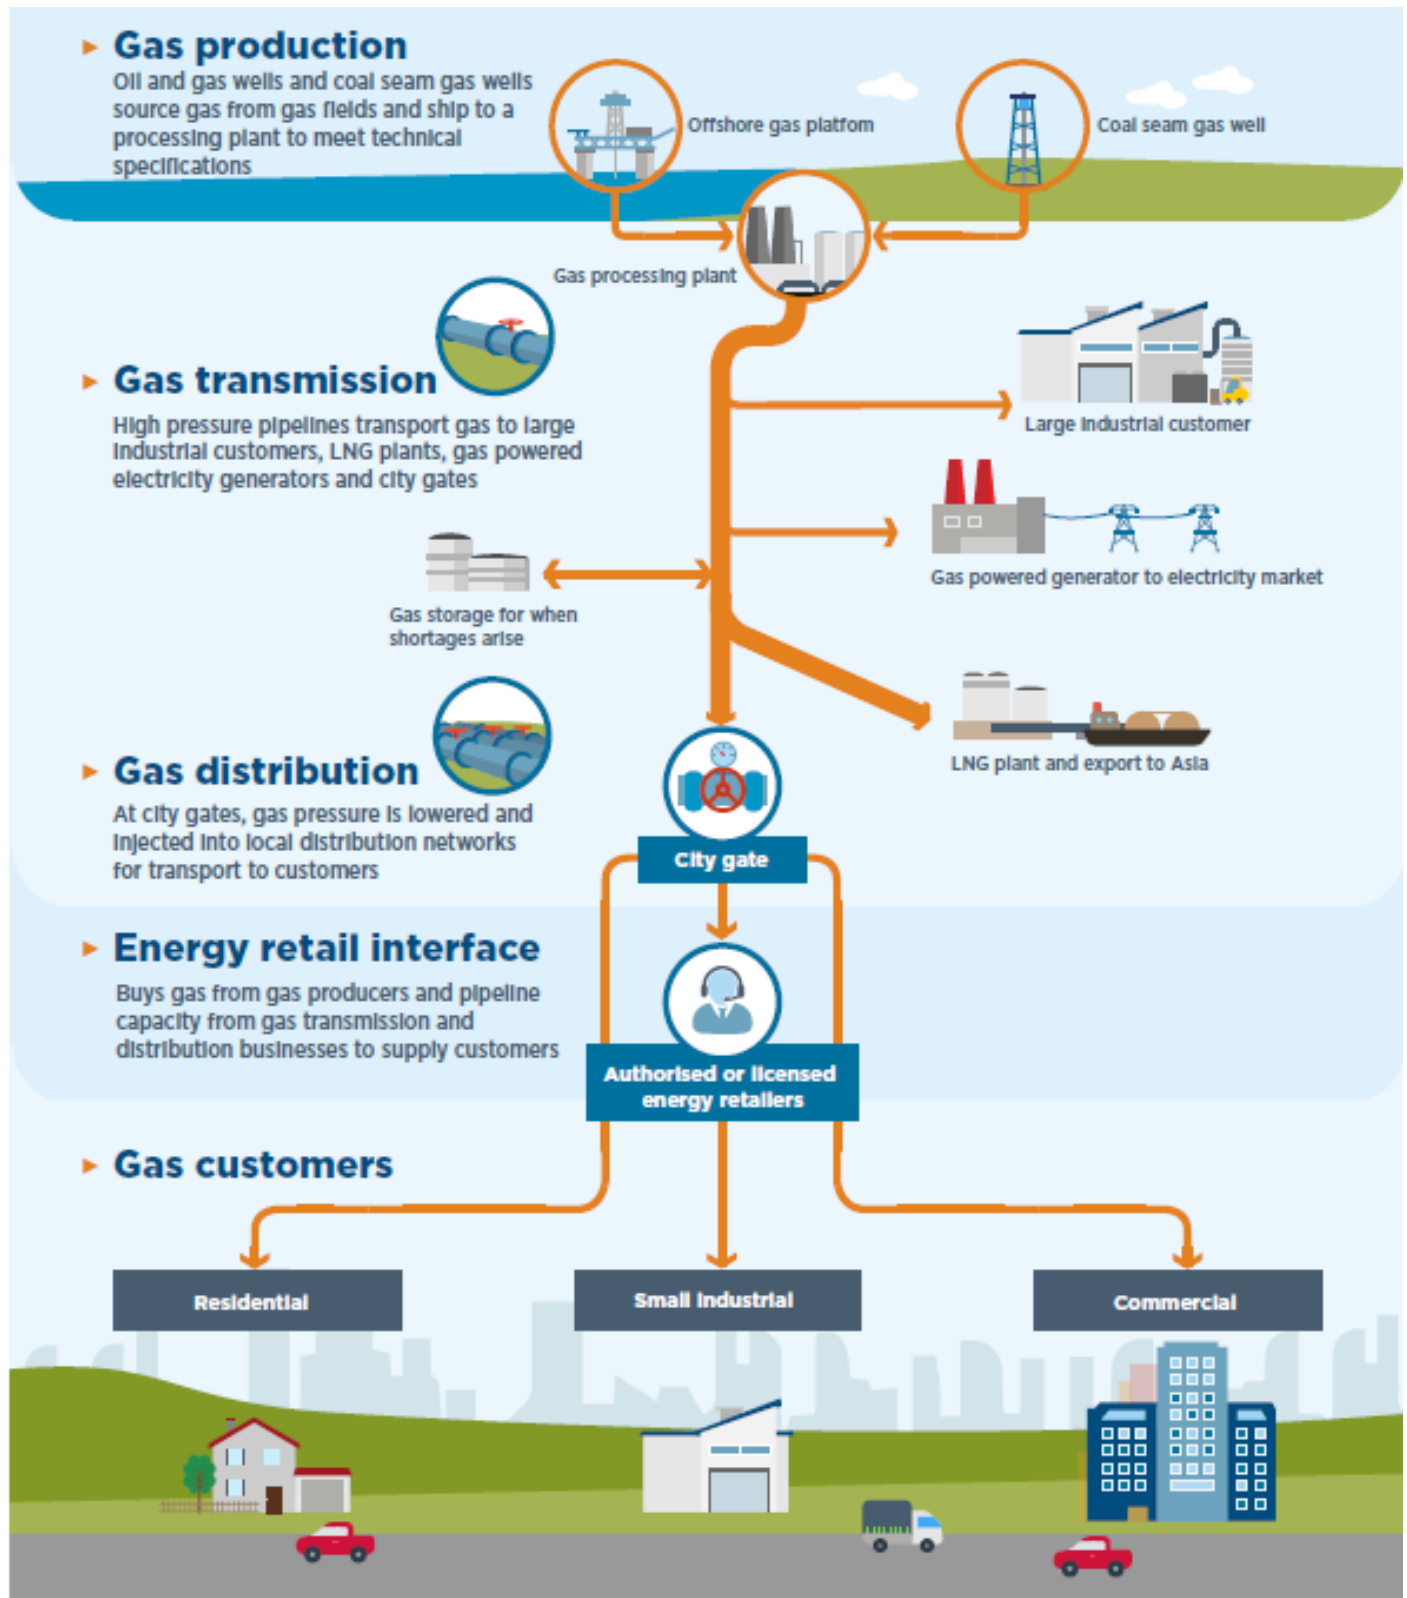 Gas production
Oil and gas wells and coal seam gas wells
source gas from gas fields and ship to a
processing plant to meet technical
specifications
Offshore gas platfom
Coal seam gas well
Gas processing plant
Gas transmission
High pressure pipelines transport gas to large
industrial customers, LNG plants, gas powered
electricity generators and city gates
Large industrial customer
Gas powered generator to electricity market
Gas storage for when
shortages arise
LNG plant and export to Asia
Gas distribution
At city gates, gas pressure is lowered and
injected into local distribution networks
for transport to customers
City gate
Energy retail interface
Buys gas from gas producers and pipeline
capacity from gas transmission and
distribution businesses to supply customers
Authorised or licensed
energy retailers
Gas customers
Residential
Small industrial
Commercial